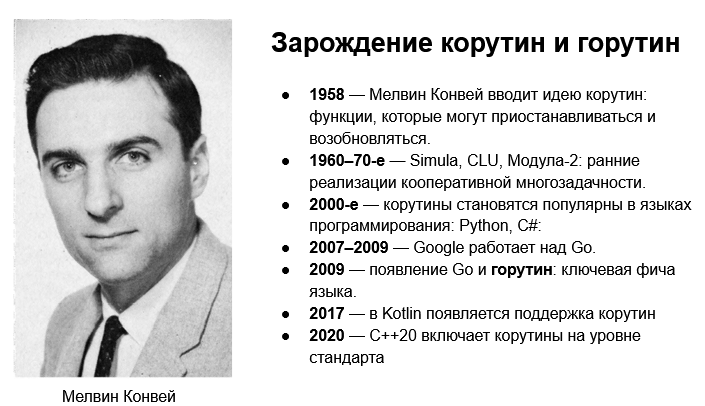 Зарождение корутин и горутин
● 1958 — Мелвин Конвей вводит идею корутин:
функции, которые могут приостанавливаться и
возобновляться.
● 1960–70-е — Simula, CLU, Модула-2: ранние
реализации кооперативной многозадачности.
● 2000-е — корутины становятся популярны в языках
программирования: Python, C#:
● 2007–2009 — Google работает над Go.
● 2009 — появление Go и горутин: ключевая фича
языка.
● 2017 — в Kotlin появляется поддержка корутин
● 2020 — C++20 включает корутины на уровне
стандарта
Мелвин Конвей